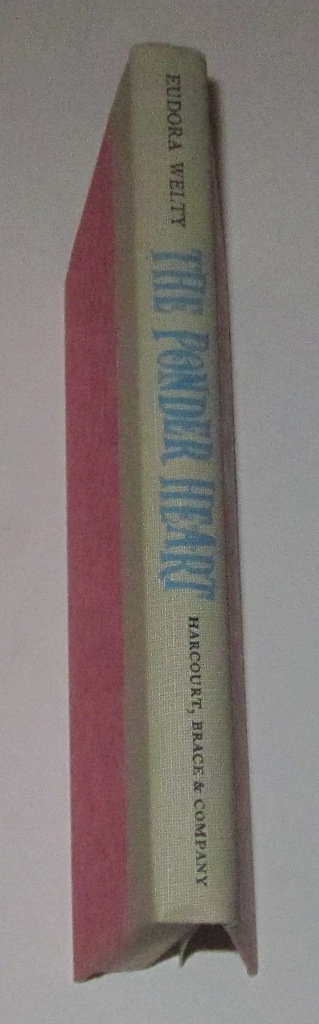 EUDORA WELTY
THE PONDER HEART
HARCOURT, BRACE & COMPANY